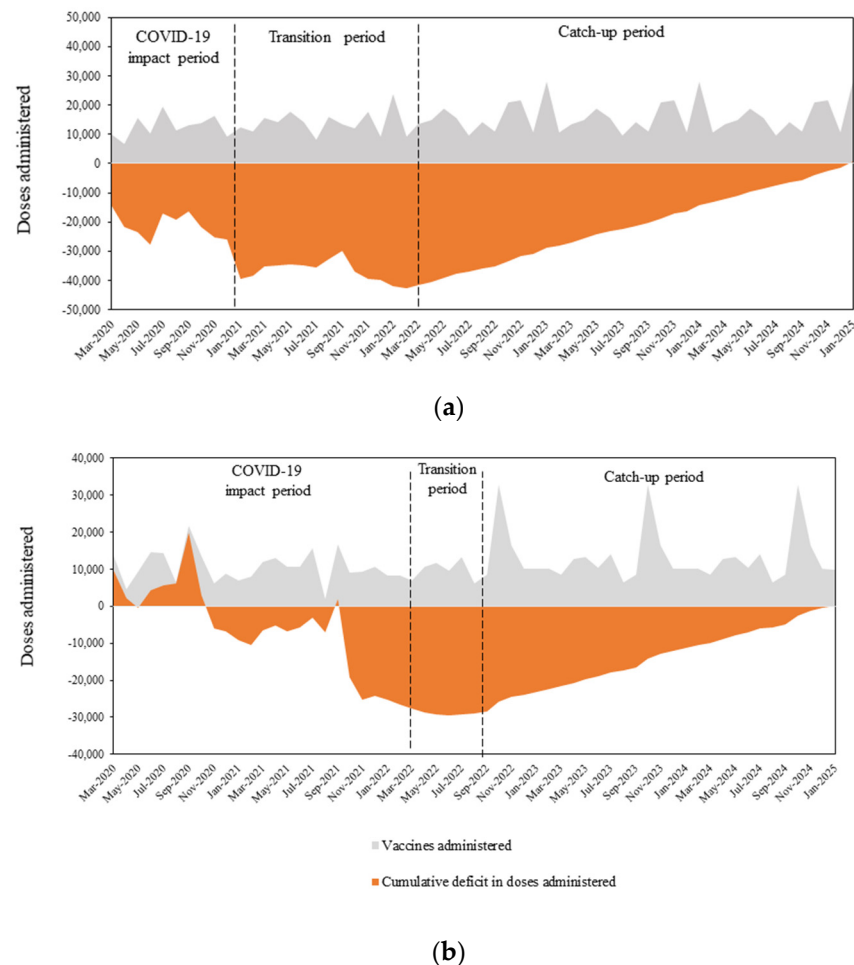 50,000
40,000
30,000
20,000
10,000
0
-10,000
-20,000
-30,000
-40,000
-50,000
Doses administered
COVID-19
impact period
Transition period
Catch-up period
Mar-2020
May-2020
Jul-2020
Sep-2020
Nov-2020
Jan-2021
Mar-2021
May-2021
Jul-2021
Sep-2021
Nov-2021
Jan-2022
Mar-2022
May-2022
Jul-2022
Sep-2022
Nov-2022
Jan-2023
Mar-2023
May-2023
Jul-2023
Sep-2023
Nov-2023
Jan-2024
Mar-2024
May-2024
Jul-2024
Sep-2024
Nov-2024
Jan-2025
(a)
40,000
30,000
20,000
10,000
0
-10,000
-20,000
-30,000
-40,000
Doses administered
COVID-19
impact period
Transition
period
Catch-up period
Mar-2020
May-2020
Jul-2020
Sep-2020
Nov-2020
Jan-2021
Mar-2021
May-2021
Jul-2021
Sep-2021
Nov-2021
Jan-2022
Mar-2022
May-2022
Jul-2022
Sep-2022
Nov-2022
Jan-2023
Mar-2023
May-2023
Jul-2023
Sep-2023
Nov-2023
Jan-2024
Mar-2024
May-2024
Jul-2024
Sep-2024
Nov-2024
Jan-2025
Vaccines administered
Cumulative deficit in doses administered
(b)